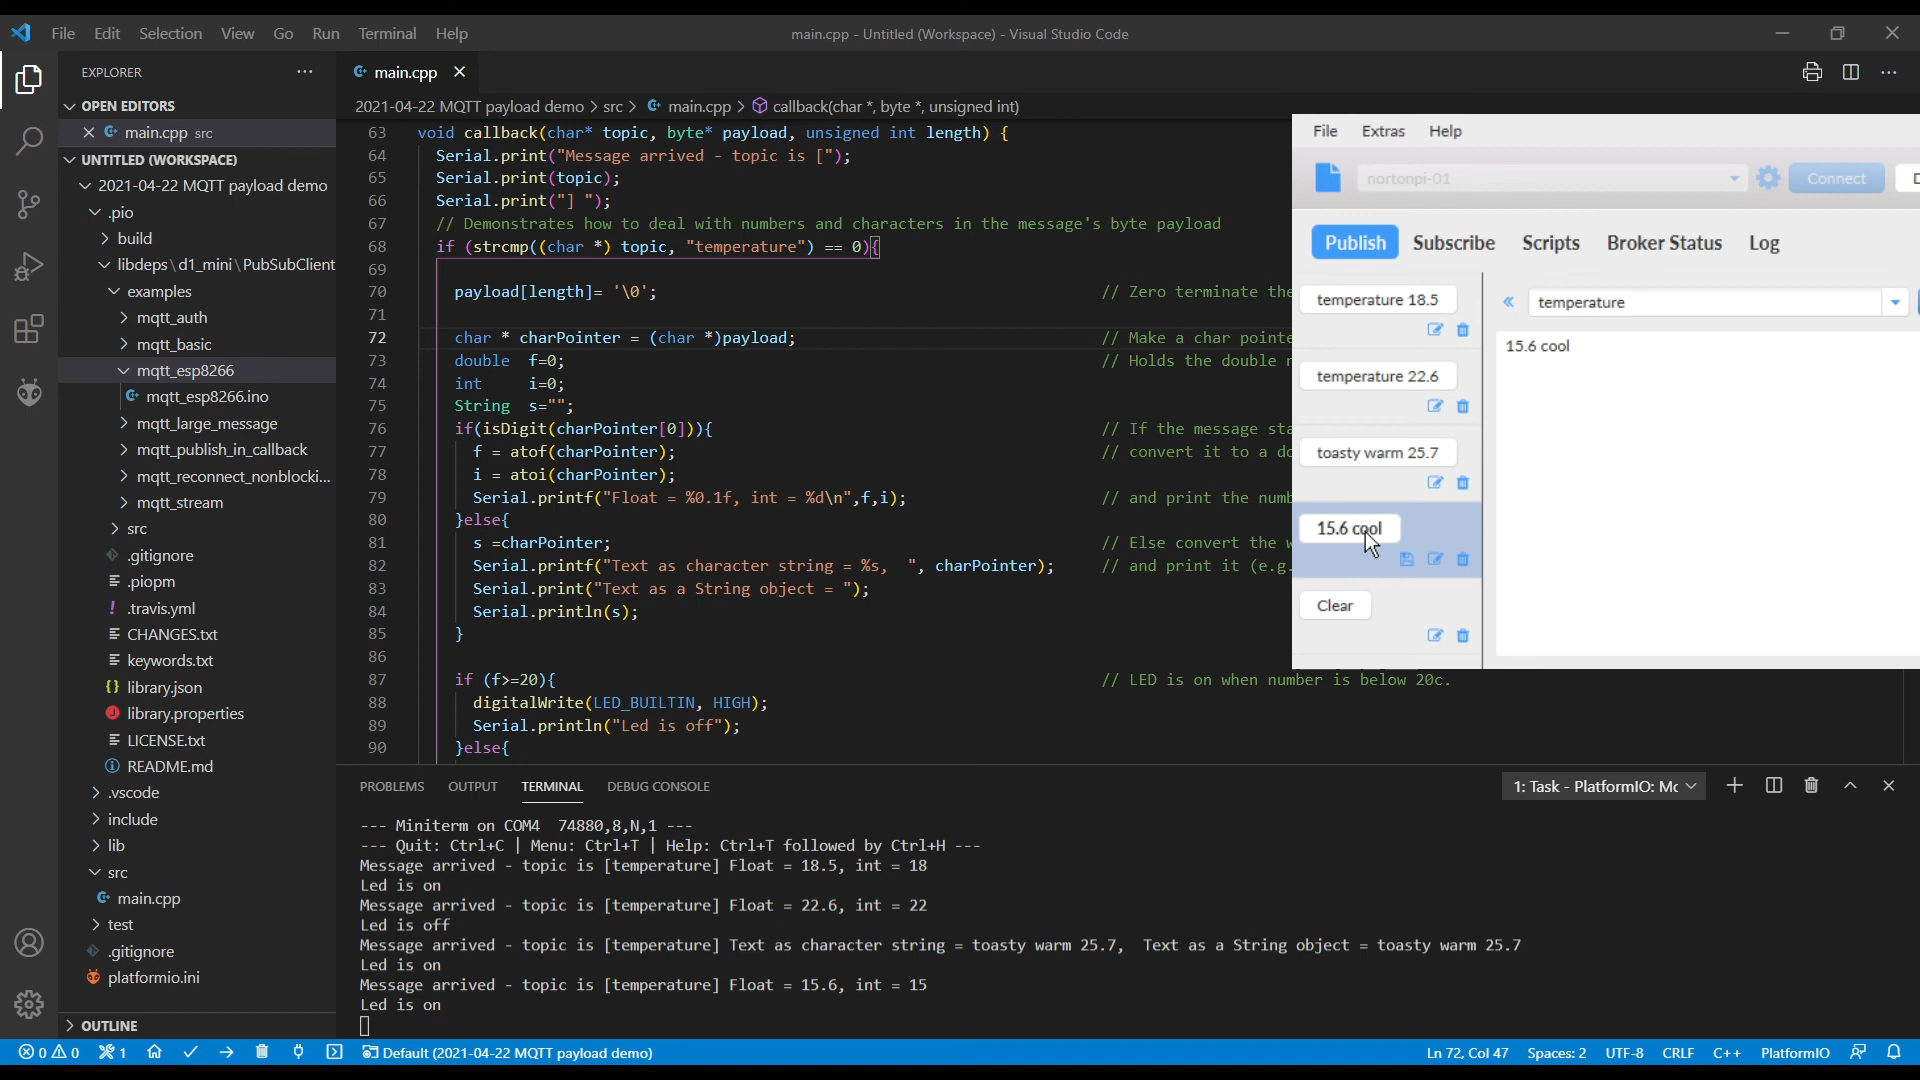 File Edit Selection View Go Run Terminal Help
main.cpp - Untitled (Workspace) - Visual Studio Code
EXPLORER
OPEN EDITORS
main.cpp src
UNTITLED (WORKSPACE)
2021-04-22 MQTT payload demo
.pio
build
libdeps\d1_mini\PubSubClient
examples
mqtt_auth
mqtt_basic
mqtt_esp8266
mqtt_esp8266.ino
mqtt_large_message
mqtt_publish_in_callback
mqtt_reconnect_nonblocki...
mqtt_stream
src
.gitignore
.piopm
.travis.yml
CHANGES.txt
keywords.txt
library.json
library.properties
LICENSE.txt
README.md
.vscode
include
lib
src
main.cpp
test
.gitignore
platformio.ini
OUTLINE
main.cpp
2021-04-22 MQTT payload demo > src > main.cpp > callback(char *, byte *, unsigned int)
63 void callback(char* topic, byte* payload, unsigned int length) {
64 Serial.print("Message arrived - topic is [");
65 Serial.print(topic);
66 Serial.print("] ");
67 // Demonstrates how to deal with numbers and characters in the message's byte payload
68 if (strcmp((char *) topic, "temperature") == 0){
69
70 payload[length]= '\0'; // Zero terminate the
71
72 char * charPointer = (char *)payload; // Make a char pointe
73 double f=0; // Holds the double
74 int i=0;
75 String s="";
76 if(isDigit(charPointer[0])){ // If the message sta
77 f = atof(charPointer); // convert it to a do
78 i = atoi(charPointer);
79 Serial.printf("Float = %0.1f, int = %d\n",f,i); // and print the numb
80 }else{
81 s =charPointer; // Else convert the w
82 Serial.printf("Text as character string = %s, ", charPointer); // and print it (e.g.
83 Serial.print("Text as a String object = ");
84 Serial.println(s);
85 }
86
87 if (f>=20){ // LED is on when number is below 20c.
88 digitalWrite(LED_BUILTIN, HIGH);
89 Serial.println("Led is off");
90 }else{
File Extras Help
nortonpi-01 Connect
Publish Subscribe Scripts Broker Status Log
temperature 18.5
temperature 22.6
toasty warm 25.7
15.6 cool
Clear
temperature
15.6 cool
PROBLEMS OUTPUT TERMINAL DEBUG CONSOLE
1: Task - PlatformIO: Mc
--- Miniterm on COM4 74880,8,N,1 ---
--- Quit: Ctrl+C | Menu: Ctrl+T | Help: Ctrl+T followed by Ctrl+H ---
Message arrived - topic is [temperature] Float = 18.5, int = 18
Led is on
Message arrived - topic is [temperature] Float = 22.6, int = 22
Led is off
Message arrived - topic is [temperature] Text as character string = toasty warm 25.7, Text as a String object = toasty warm 25.7
Led is on
Message arrived - topic is [temperature] Float = 15.6, int = 15
Led is on
0 0 1 Default (2021-04-22 MQTT payload demo)
Ln 72, Col 47 Spaces: 2 UTF-8 CRLF C++ PlatformIO